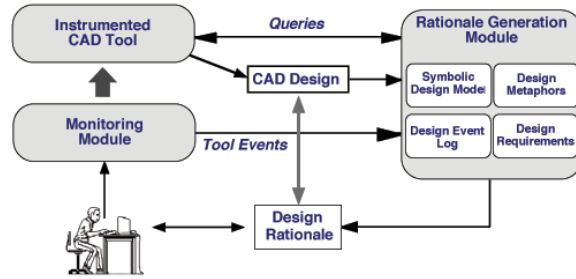 Instrumented
CAD Tool
Queries
Rationale Generation
Module
CAD Design
Symbolic
Design Model
Design
Metaphors
Monitoring
Module
Tool Events
Design Event
Log
Design
Requirements
Design
Rationale